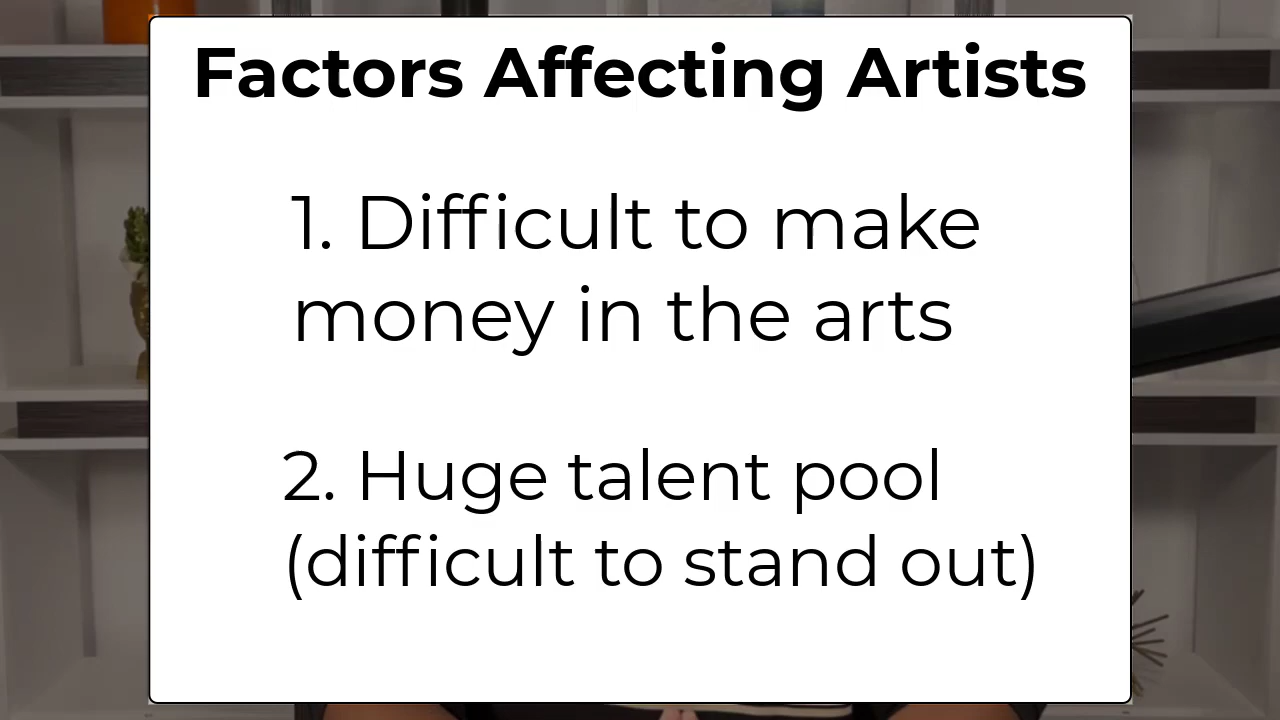 Factors Affecting Artists
1. Difficult to make
money in the arts
2. Huge talent pool
(difficult to stand out)